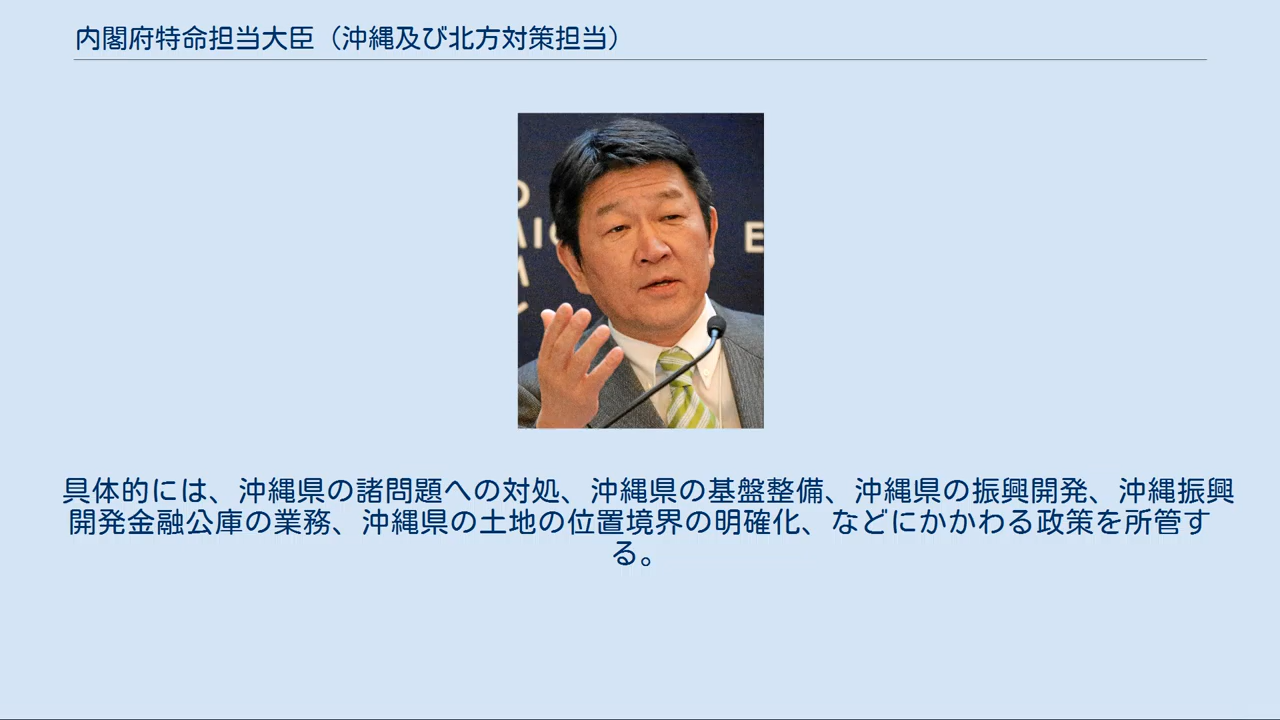 内閣府特命担当大臣（沖縄及び北方対策担当）
O
AIC
E
M
具体的には、沖縄県の諸問題への対処、沖縄県の基盤整備、沖縄県の振興開発、沖縄振興
開発金融公庫の業務、沖縄県の土地の位置境界の明確化、などにかかわる政策を所管す
る。